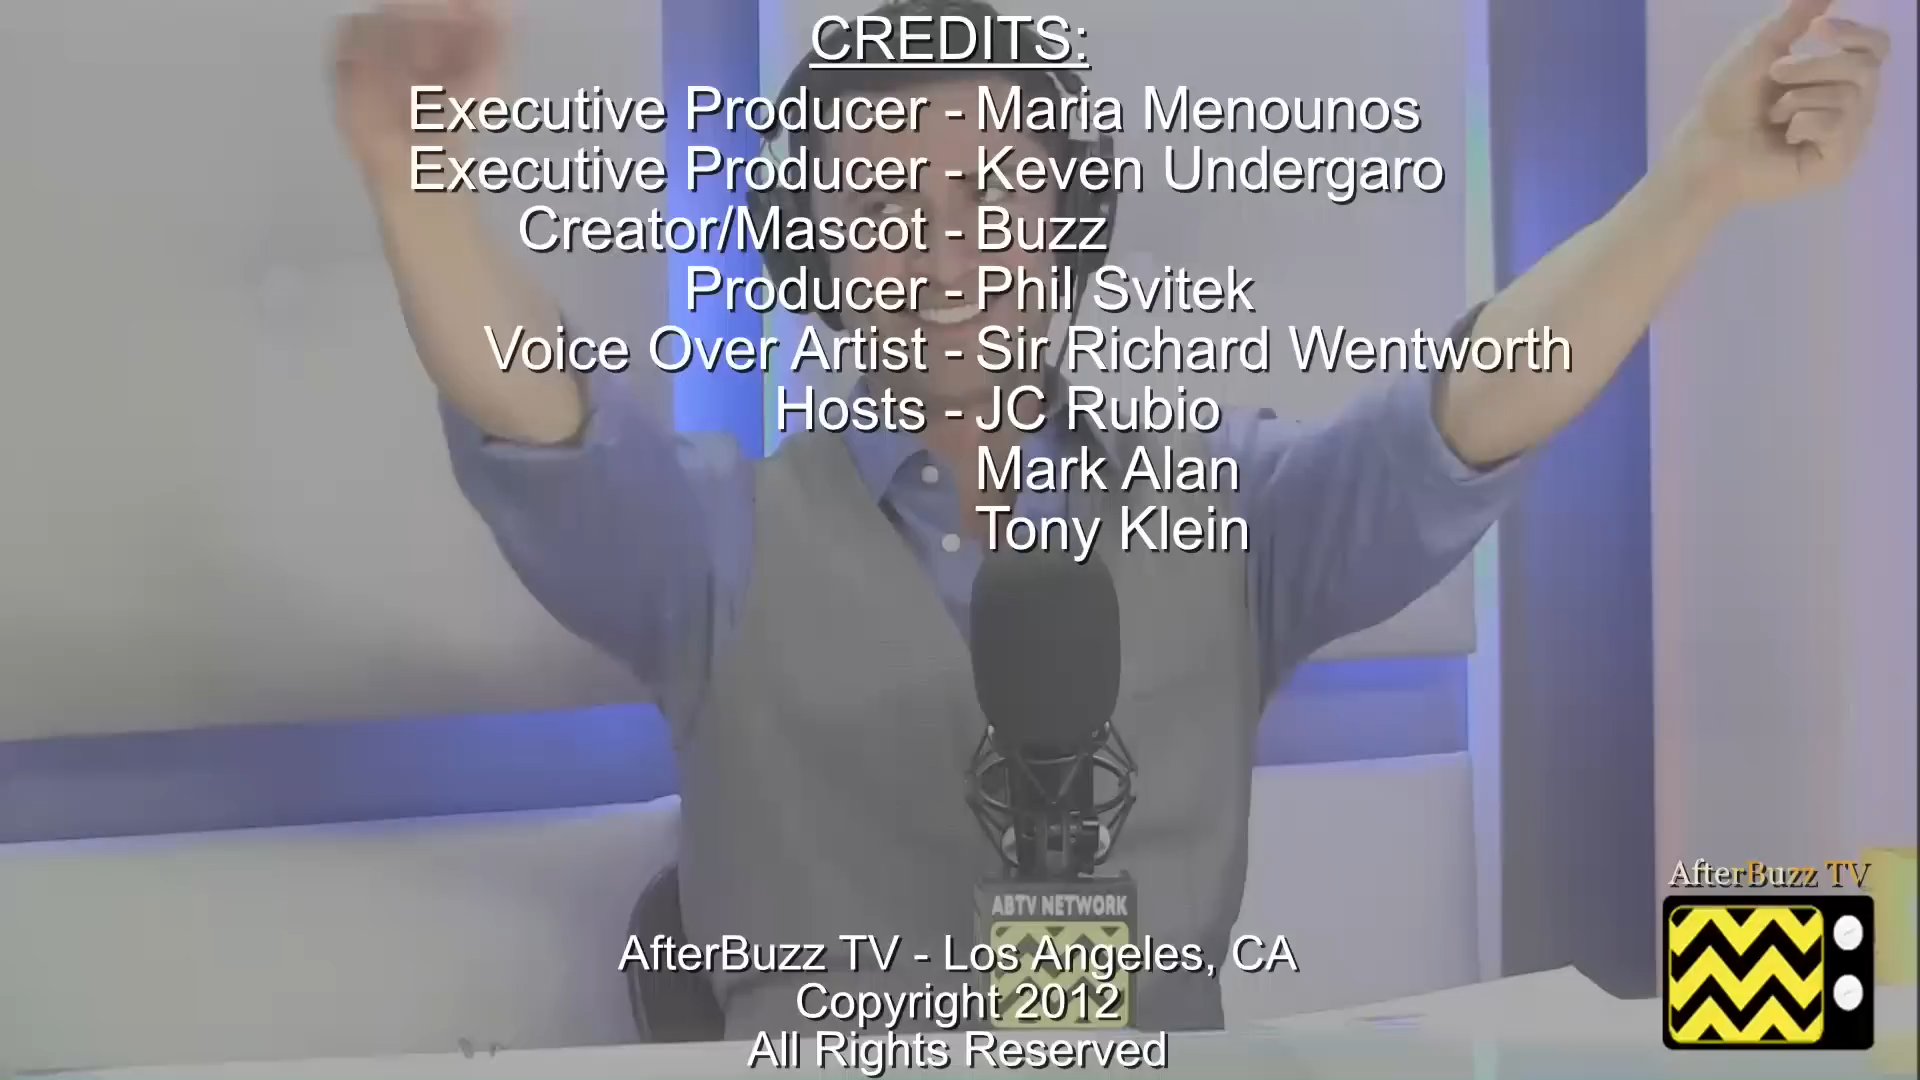 CREDITS:
Executive Producer - Maria Menounos
Executive Producer - Keven Undergaro
Creator/Mascot - Buzz
Producer - Phil Svitek
Voice Over Artist - Sir Richard Wentworth
Hosts - JC Rubio
Mark Alan
Tony Klein
ABTV NETWORK
AfterBuzz TV
AfterBuzz TV - Los Angeles, CA
Copyright 2012
All Rights Reserved